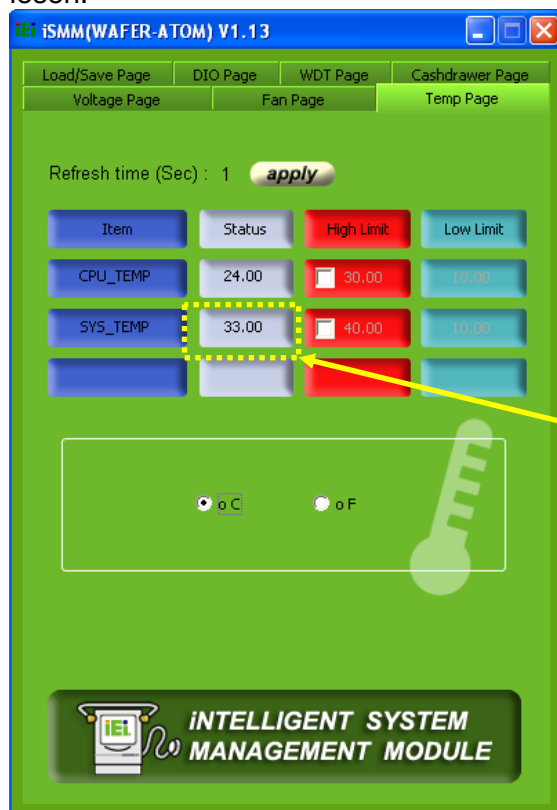 iEi iSMM(WAFER-ATOM) V1.13
Load/Save Page DIO Page WDT Page Cashdrawer Page
Voltage Page Fan Page Temp Page
Refresh time (Sec) : 1 apply
Item Status High Limit Low Limit
CPU_TEMP 24.00 30.00 10.00
SYS_TEMP 33.00 40.00 10.00
o C o F
iEi
iNTELLIGENT SYSTEM
MANAGEMENT MODULE